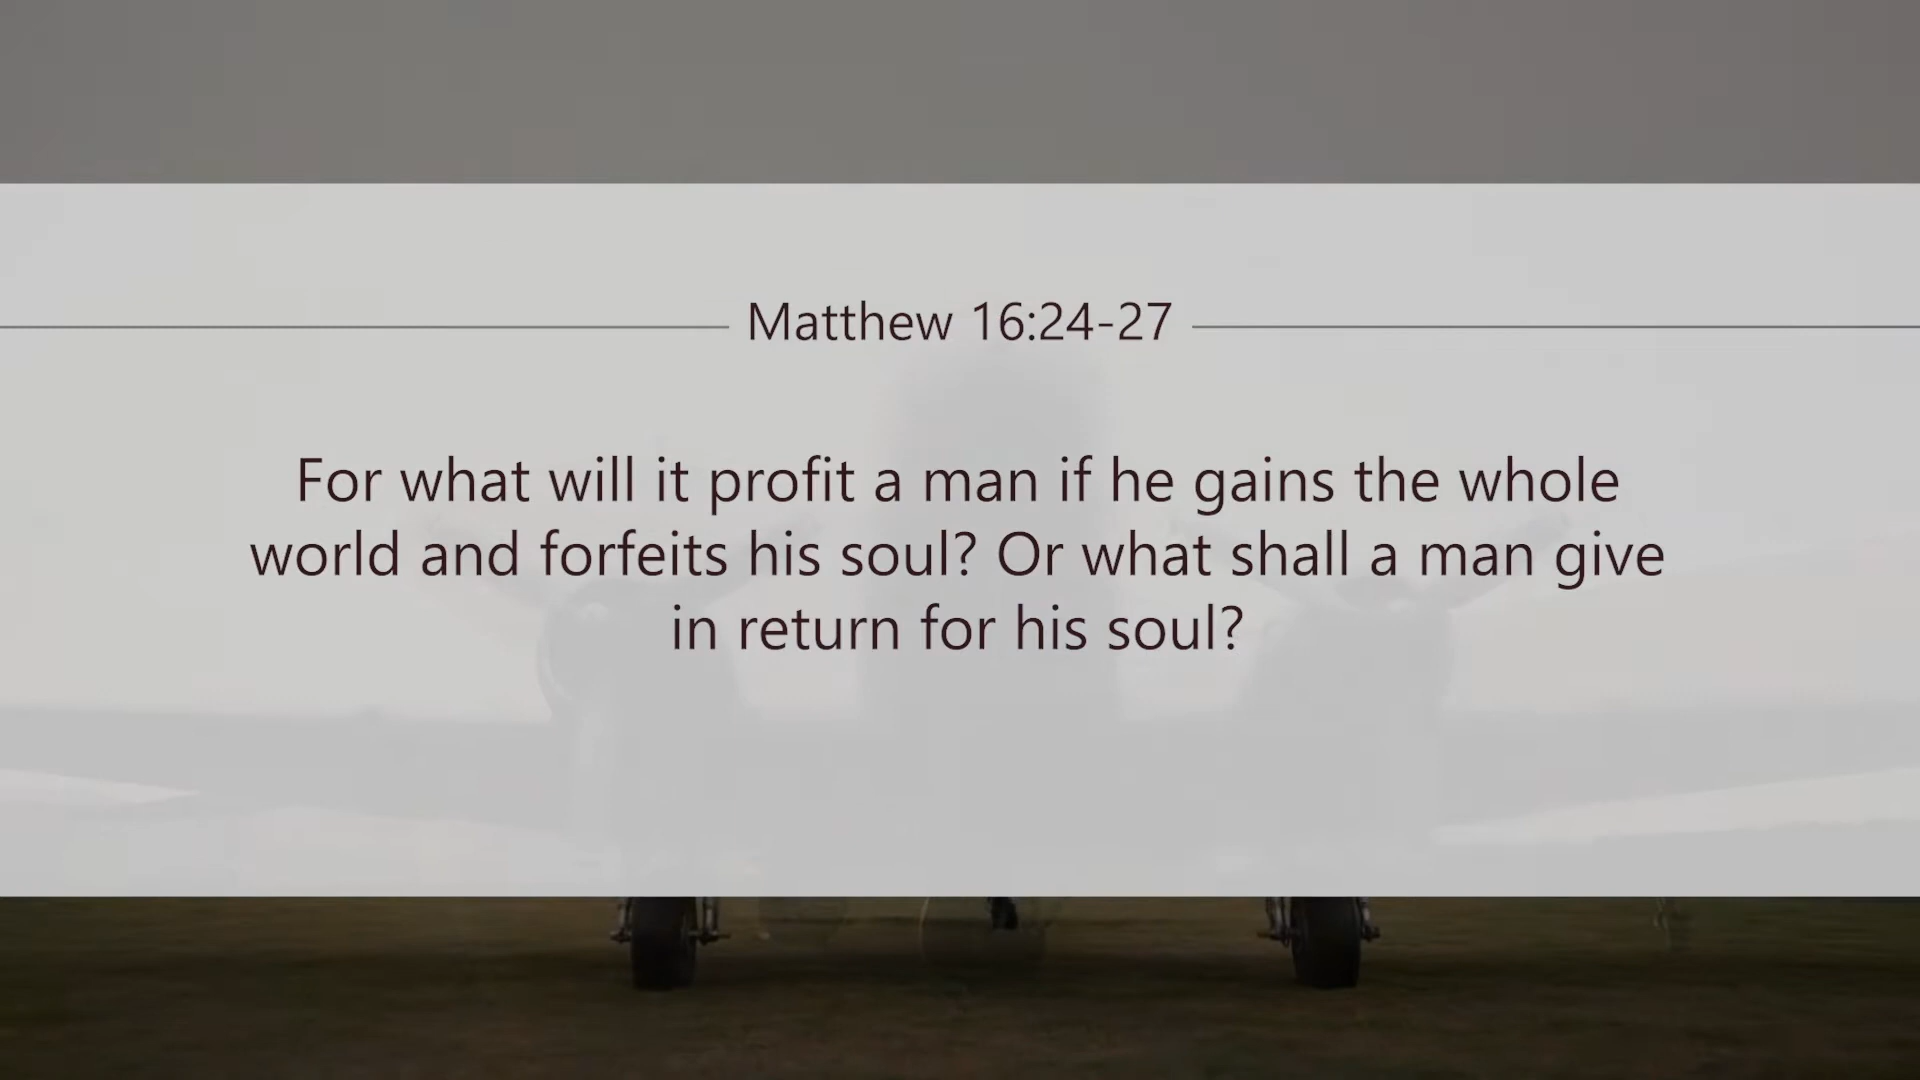 Matthew 16:24-27
For what will it profit a man if he gains the whole
world and forfeits his soul? Or what shall a man give
in return for his soul?